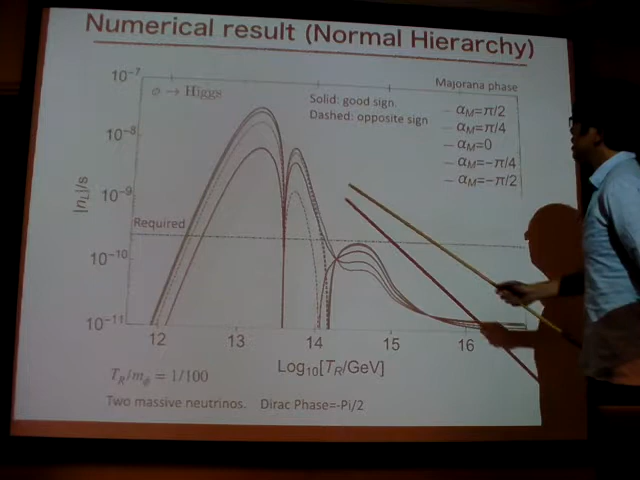 Numerical result (Normal Hierarchy)
Majorana phase
φ → Higgs
Solid: good sign
Dashed: opposite sign
— α_M=π/2
— α_M=π/4
— α_M=0
— α_M=−π/4
— α_M=−π/2
10⁻⁷
10⁻⁸
10⁻⁹
10⁻¹⁰
10⁻¹¹
|n_L|/s
Required
12 13 14 15 16
Log₁₀[T_R/GeV]
T_R/m_ϕ = 1/100
Two massive neutrinos. Dirac Phase=-Pi/2